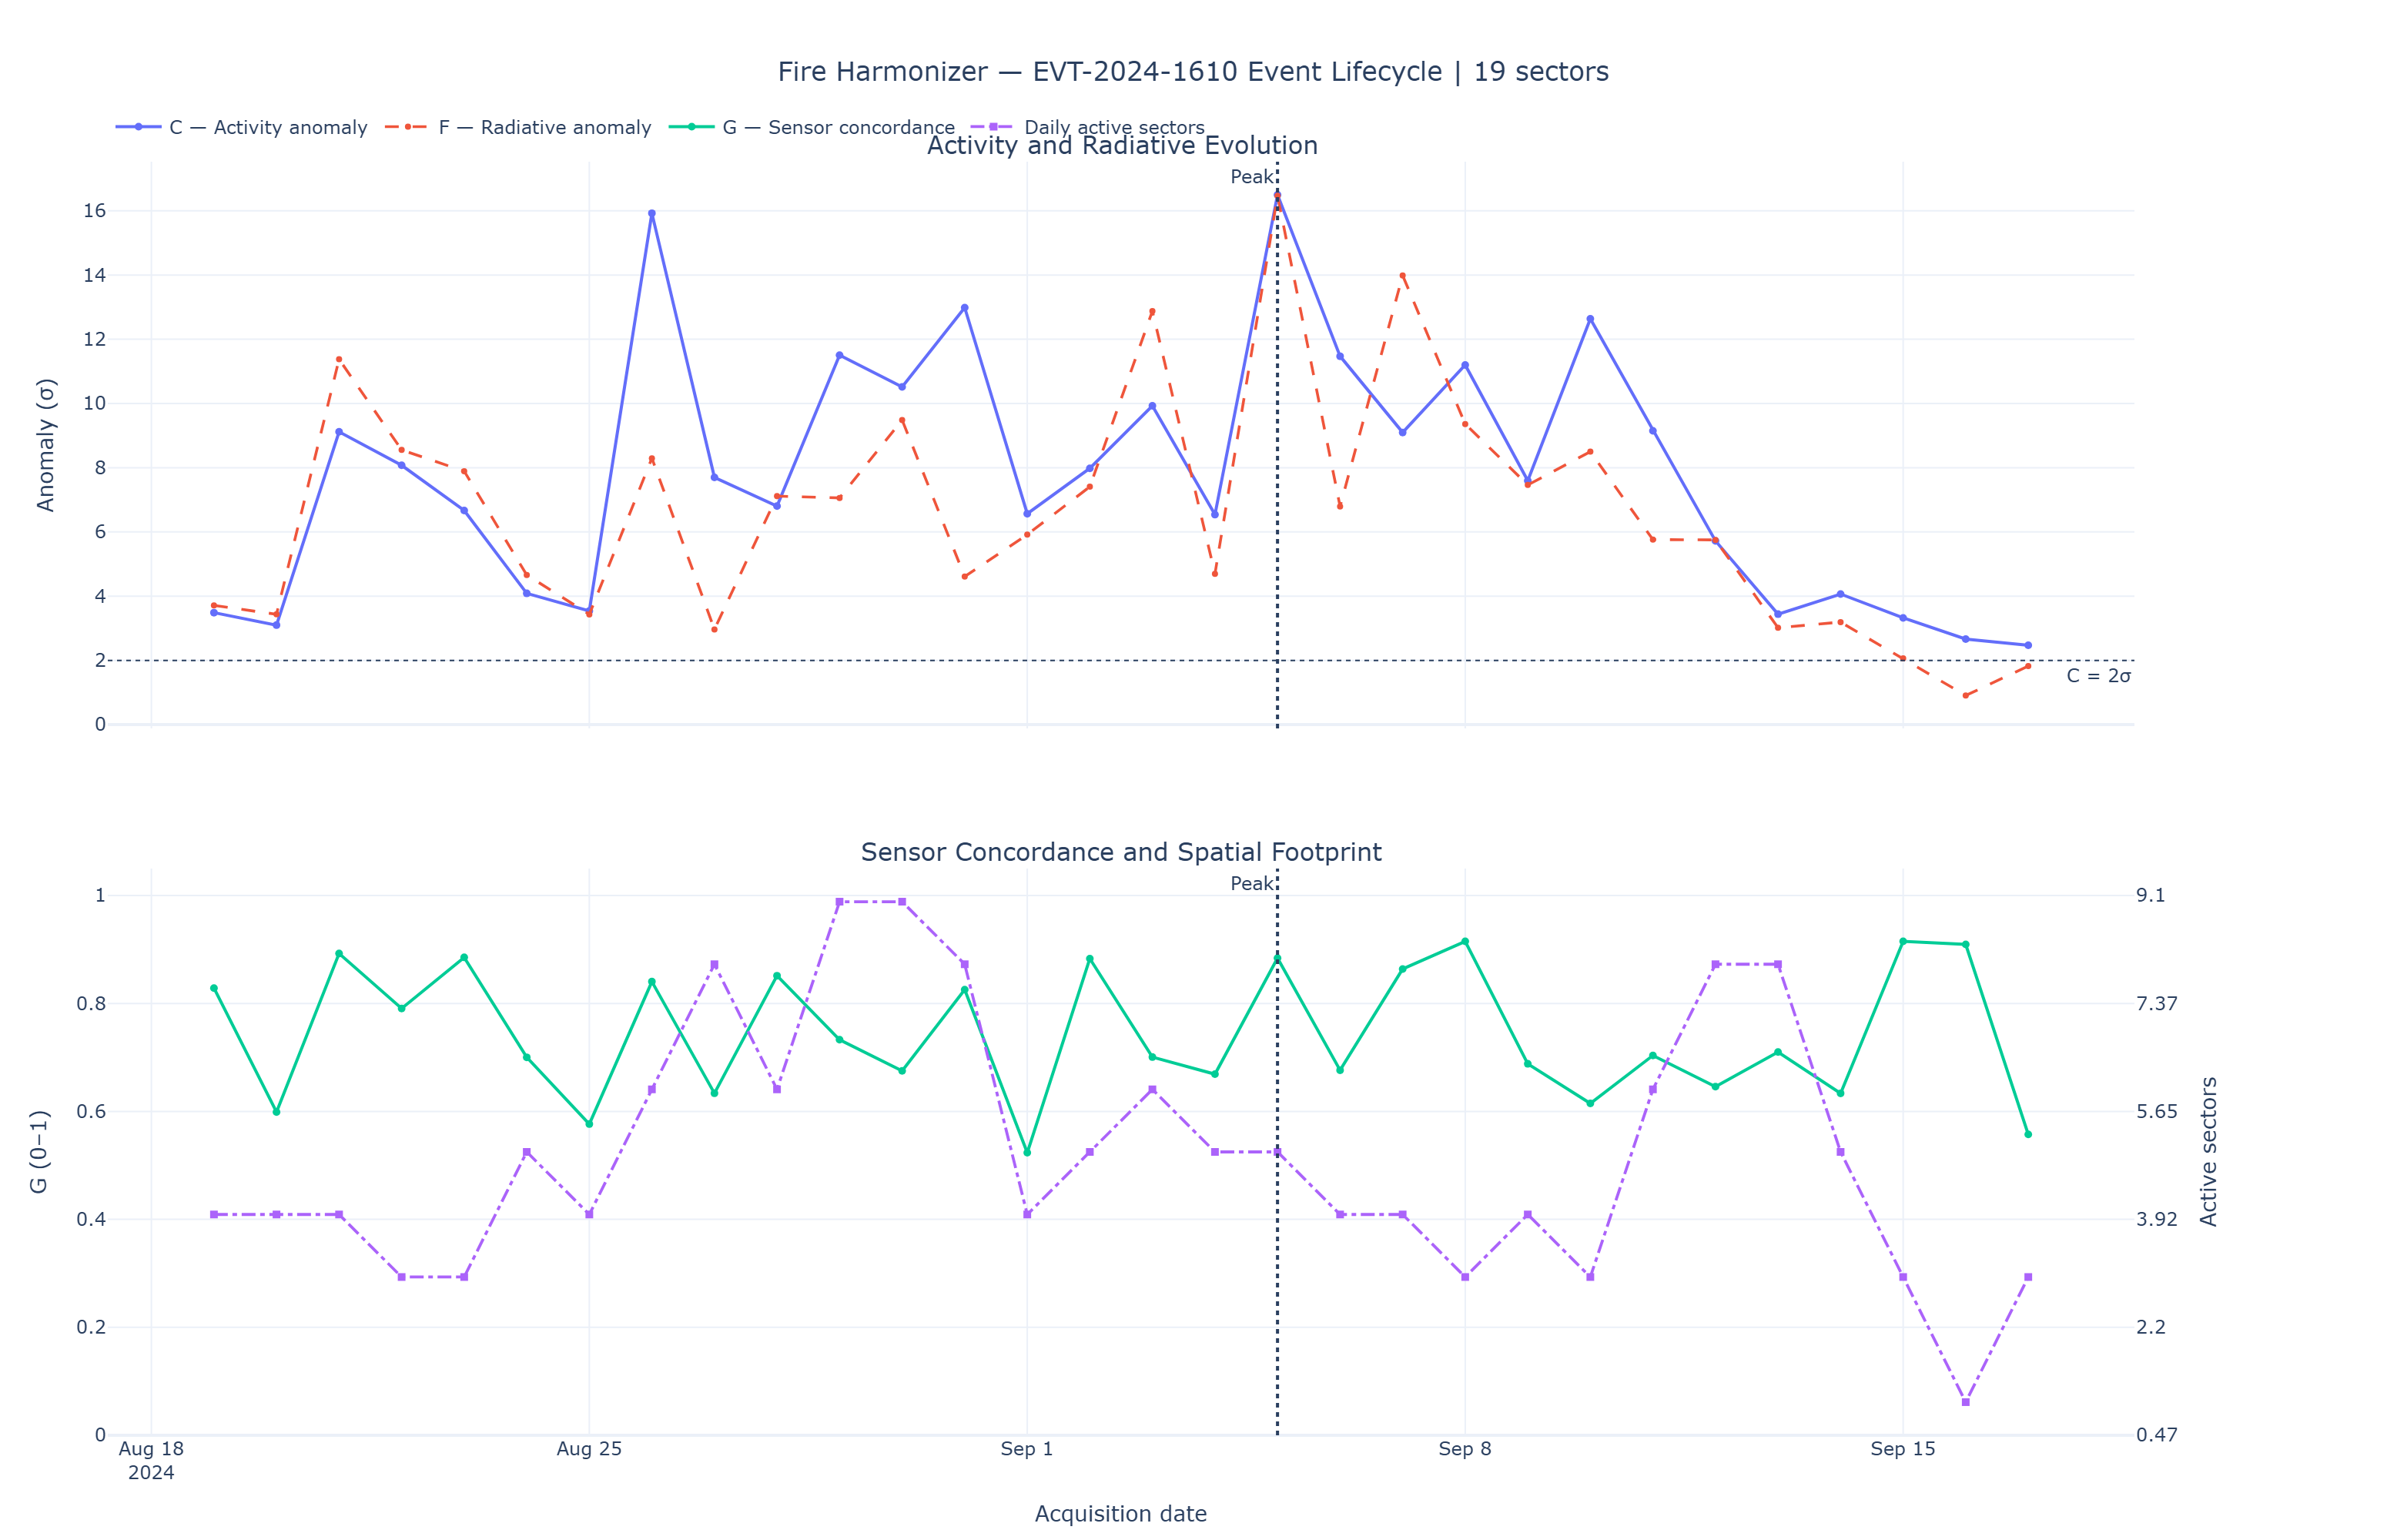 Fire Harmonizer — EVT-2024-1610 Event Lifecycle | 19 sectors
C — Activity anomaly F — Radiative anomaly G — Sensor concordance Daily active sectors
Activity and Radiative Evolution
Peak
16
14
12
10
8
6
4
2
0
Anomaly (σ)
C = 2σ
Sensor Concordance and Spatial Footprint
Peak
1
0.8
0.6
0.4
0.2
0
G (0–1)
9.1
7.37
5.65
3.92
2.2
0.47
Active sectors
Aug 18 Aug 25 Sep 1 Sep 8 Sep 15
2024
Acquisition date